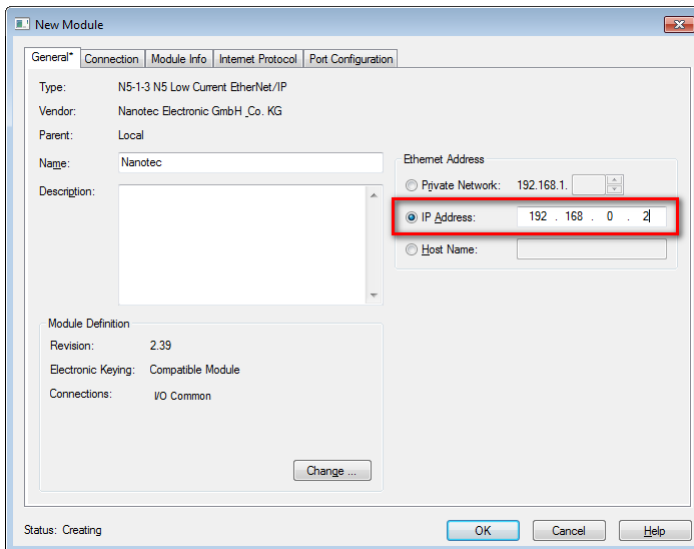 New Module
General* Connection Module Info Internet Protocol Port Configuration
Type: N5-1-3 N5 Low Current EtherNet/IP
Vendor: Nanotec Electronic GmbH _Co. KG
Parent: Local
Name: Nanotec
Description:
Ethernet Address
Private Network: 192.168.1.
IP Address: 192 . 168 . 0 . 2
Host Name:
Module Definition
Revision: 2.39
Electronic Keying: Compatible Module
Connections: I/O Common
Change ...
Status: Creating
OK Cancel Help